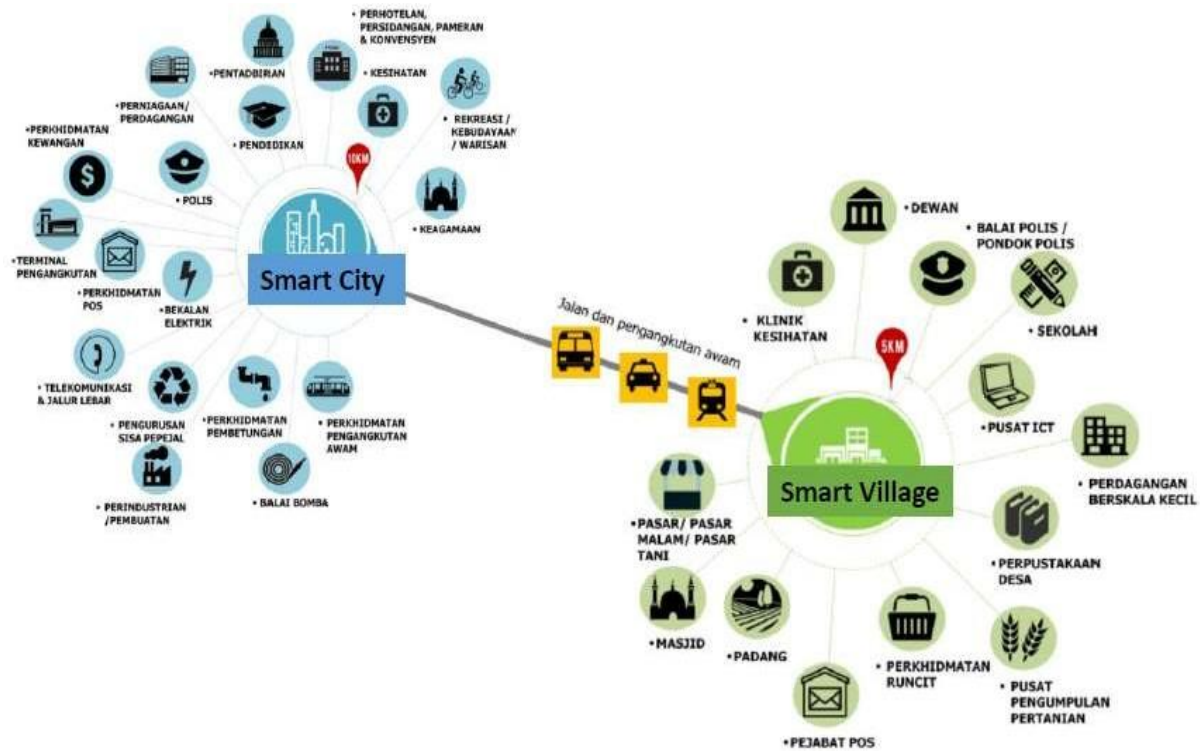 • PERHOTELAN,
PERSIDANGAN, PAMERAN
& KONVENSYEN
•PENTADBIRAN
• KESIHATAN
•PERNIAGAAN/
PERDAGANGAN
• PENDIDIKAN
• REKREASI /
KEBUDAYAAN
/ WARISAN
•PERKHIDMATAN
KEWANGAN
• POLIS
10KM
• KEAGAMAAN
•TERMINAL
PENGANGKUTAN
• PERKHIDMATAN
POS
•BEKALAN
ELEKTRIK
Smart City
• TELEKOMUNIKASI
& JALUR LEBAR
• PENGURUSAN
SISA PEPEJAL
•PERKHIDMATAN
PEMBETUNGAN
• PERKHIDMATAN
PENGANGKUTAN
AWAM
• PERINDUSTRIAN
/PEMBUATAN
•BALAI BOMBA
Jalan dan pengangkutan awam
• DEWAN
• BALAI POLIS /
PONDOK POLIS
• KLINIK
KESIHATAN
• SEKOLAH
5KM
• PUSAT ICT
• PERDAGANGAN
BERSKALA KECIL
Smart Village
•PASAR/ PASAR
MALAM/ PASAR
TANI
• PERPUSTAKAAN
DESA
•MASJID
•PADANG
• PERKHIDMATAN
RUNCIT
• PUSAT
PENGUMPULAN
PERTANIAN
•PEJABAT POS